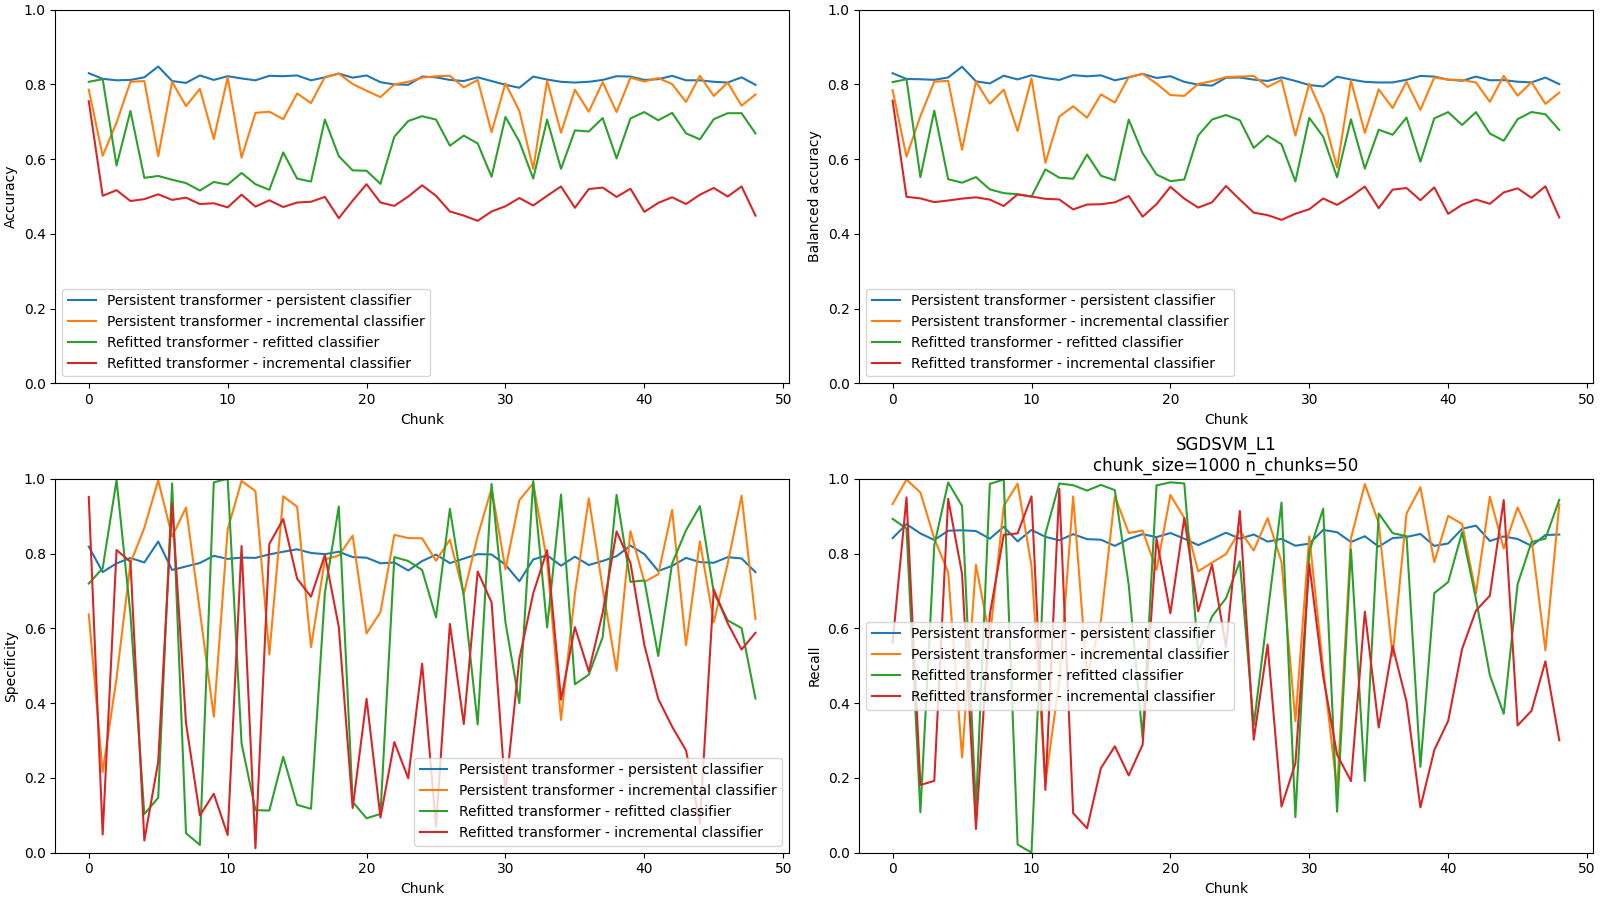 1.0
0.8
0.6
0.4
0.2
0.0
Accuracy
Persistent transformer - persistent classifier
Persistent transformer - incremental classifier
Refitted transformer - refitted classifier
Refitted transformer - incremental classifier
0 10 20 30 40 50
Chunk
1.0
0.8
0.6
0.4
0.2
0.0
Balanced accuracy
Persistent transformer - persistent classifier
Persistent transformer - incremental classifier
Refitted transformer - refitted classifier
Refitted transformer - incremental classifier
0 10 20 30 40 50
Chunk
1.0
0.8
0.6
0.4
0.2
0.0
Specificity
Persistent transformer - persistent classifier
Persistent transformer - incremental classifier
Refitted transformer - refitted classifier
Refitted transformer - incremental classifier
0 10 20 30 40 50
Chunk
SGDSVM_L1
chunk_size=1000 n_chunks=50
1.0
0.8
0.6
0.4
0.2
0.0
Recall
Persistent transformer - persistent classifier
Persistent transformer - incremental classifier
Refitted transformer - refitted classifier
Refitted transformer - incremental classifier
0 10 20 30 40 50
Chunk